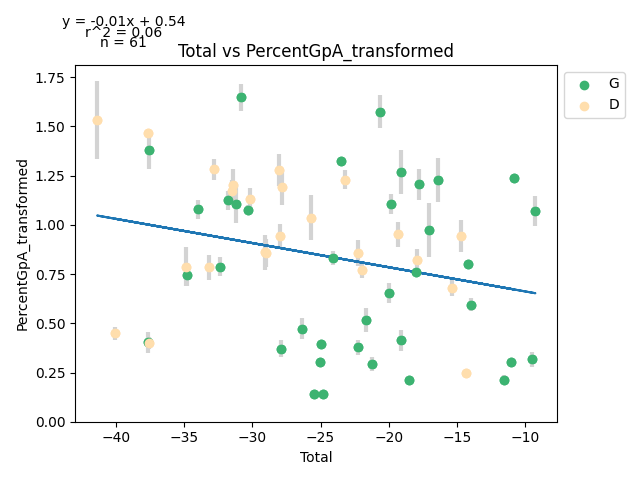 y = -0.01x + 0.54
r^2 = 0.06
n = 61
Total vs PercentGpA_transformed
G
D
PercentGpA_transformed
1.75
1.50
1.25
1.00
0.75
0.50
0.25
0.00
−40 −35 −30 −25 −20 −15 −10
Total